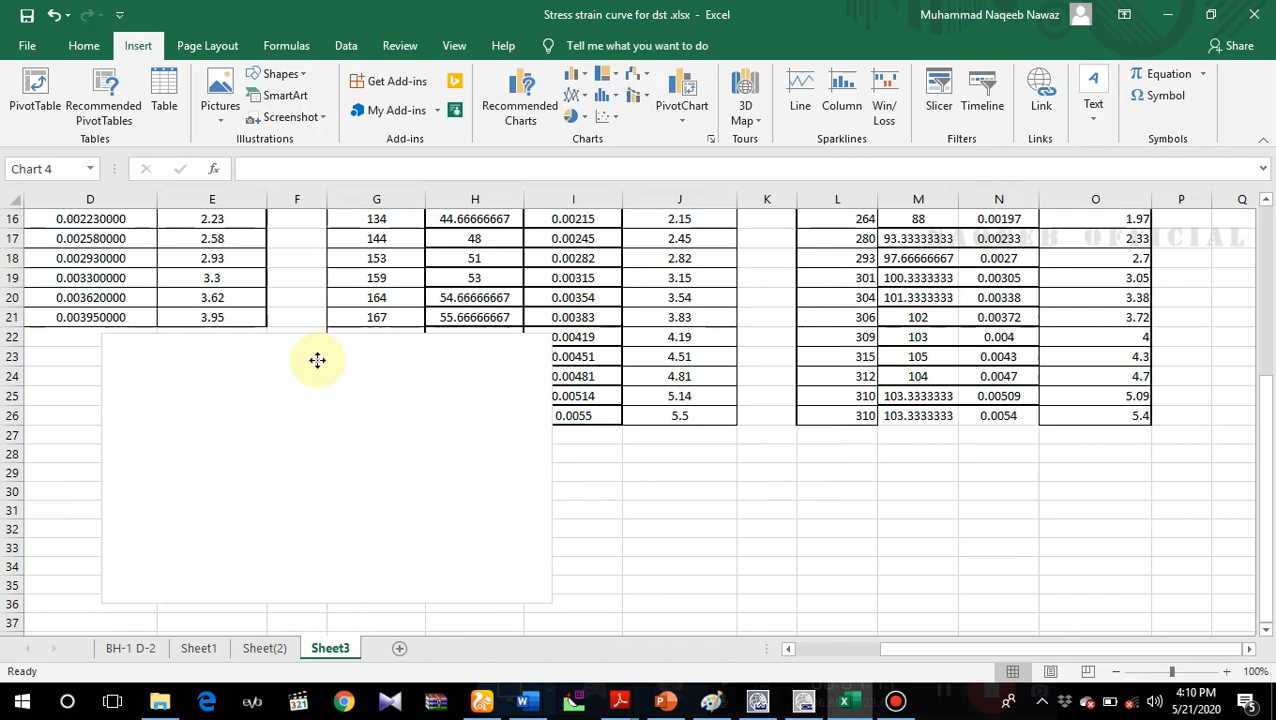 Stress strain curve for dst .xlsx - Excel
Muhammad Naqeeb Nawaz
File Home Insert Page Layout Formulas Data Review View Help Tell me what you want to do Share
PivotTable Recommended PivotTables Table
Tables
Pictures Shapes SmartArt Screenshot
Illustrations
Get Add-ins
My Add-ins
Add-ins
Recommended Charts PivotChart
Charts
3D Map
Tours
Line Column Win/Loss
Sparklines
Slicer Timeline
Filters
Link
Links
Text
Equation
Symbol
Symbols
Chart 4
D E F G H I J K L M N O P Q
16 0.002230000 2.23 134 44.66666667 0.00215 2.15 264 88 0.00197 1.97
17 0.002580000 2.58 144 48 0.00245 2.45 280 93.33333333 0.00233 2.33
NAQEEB OFFICIAL
18 0.002930000 2.93 153 51 0.00282 2.82 293 97.66666667 0.0027 2.7
19 0.003300000 3.3 159 53 0.00315 3.15 301 100.3333333 0.00305 3.05
20 0.003620000 3.62 164 54.66666667 0.00354 3.54 304 101.3333333 0.00338 3.38
21 0.003950000 3.95 167 55.66666667 0.00383 3.83 306 102 0.00372 3.72
22 0.00419 4.19 309 103 0.004 4
23 0.00451 4.51 315 105 0.0043 4.3
24 0.00481 4.81 312 104 0.0047 4.7
25 0.00514 5.14 310 103.3333333 0.00509 5.09
26 0.0055 5.5 310 103.3333333 0.0054 5.4
27
28
29
30
31
32
33
34
35
36
37
BH-1 D-2 Sheet1 Sheet(2) Sheet3
Ready
100%
4:10 PM
5/21/2020